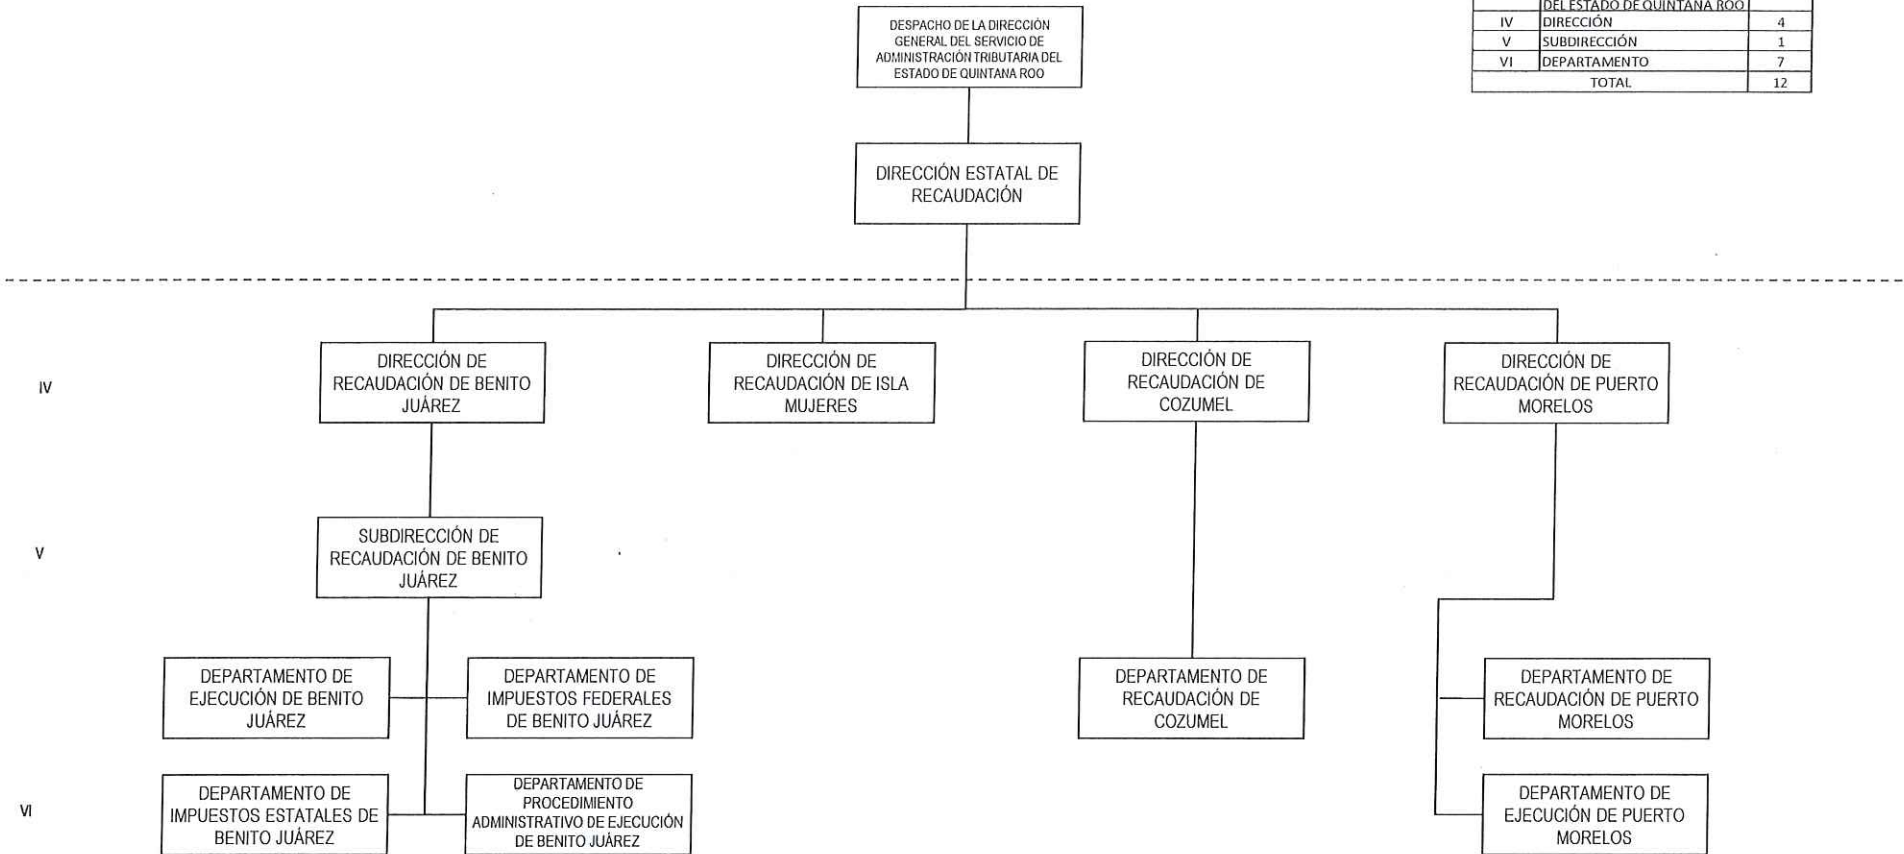 DESPACHO DE LA DIRECCIÓN
GENERAL DEL SERVICIO DE
ADMINISTRACIÓN TRIBUTARIA DEL
ESTADO DE QUINTANA ROO
DEL ESTADO DE QUINTANA ROO
IV DIRECCIÓN 4
V SUBDIRECCIÓN 1
VI DEPARTAMENTO 7
TOTAL 12
DIRECCIÓN ESTATAL DE
RECAUDACIÓN
IV
DIRECCIÓN DE
RECAUDACIÓN DE BENITO
JUÁREZ
DIRECCIÓN DE
RECAUDACIÓN DE ISLA
MUJERES
DIRECCIÓN DE
RECAUDACIÓN DE
COZUMEL
DIRECCIÓN DE
RECAUDACIÓN DE PUERTO
MORELOS
V
SUBDIRECCIÓN DE
RECAUDACIÓN DE BENITO
JUÁREZ
DEPARTAMENTO DE
EJECUCIÓN DE BENITO
JUÁREZ
DEPARTAMENTO DE
IMPUESTOS FEDERALES
DE BENITO JUÁREZ
DEPARTAMENTO DE
RECAUDACIÓN DE
COZUMEL
DEPARTAMENTO DE
RECAUDACIÓN DE PUERTO
MORELOS
VI
DEPARTAMENTO DE
IMPUESTOS ESTATALES DE
BENITO JUÁREZ
DEPARTAMENTO DE
PROCEDIMIENTO
ADMINISTRATIVO DE EJECUCIÓN
DE BENITO JUÁREZ
DEPARTAMENTO DE
EJECUCIÓN DE PUERTO
MORELOS